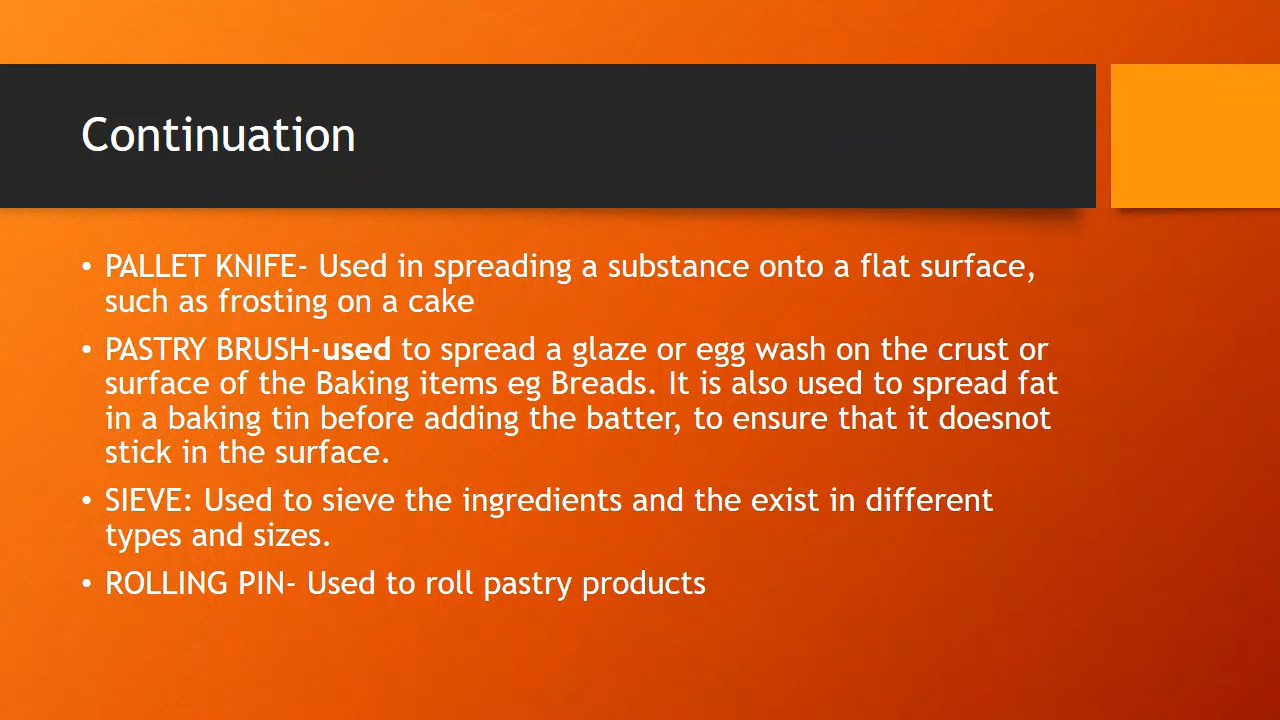 Continuation
• PALLET KNIFE- Used in spreading a substance onto a flat surface,
such as frosting on a cake
• PASTRY BRUSH-used to spread a glaze or egg wash on the crust or
surface of the Baking items eg Breads. It is also used to spread fat
in a baking tin before adding the batter, to ensure that it doesnot
stick in the surface.
• SIEVE: Used to sieve the ingredients and the exist in different
types and sizes.
• ROLLING PIN- Used to roll pastry products